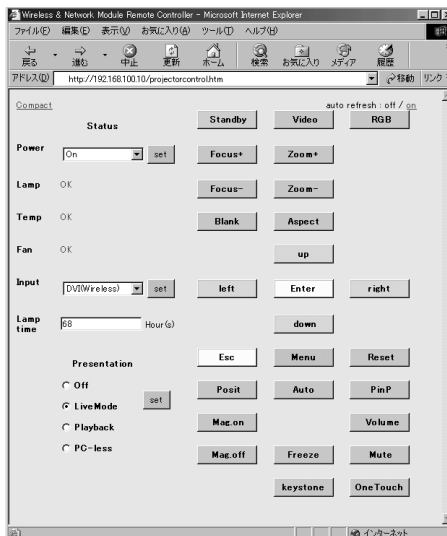 Wireless & Network Module Remote Controller - Microsoft Internet Explorer
ファイル(F) 編集(E) 表示(V) お気に入り(A) ツール(T) ヘルプ(H)
戻る 進む 中止 更新 ホーム 検索 お気に入り メディア 履歴
アドレス(D) http://192.168.100.10/projectorcontrol.htm 移動 リンク
Compact auto refresh : off / on
Status Standby Video RGB
Power On set Focus+ Zoom+
Lamp OK Focus- Zoom-
Temp OK Blank Aspect
Fan OK up
Input DVI(Wireless) set left Enter right
Lamp time 68 Hour(s) down
Esc Menu Reset
Presentation
Off Posit Auto PinP
LiveMode set
Playback Mag.on Volume
PC-less Mag.off Freeze Mute
keystone OneTouch
インターネット